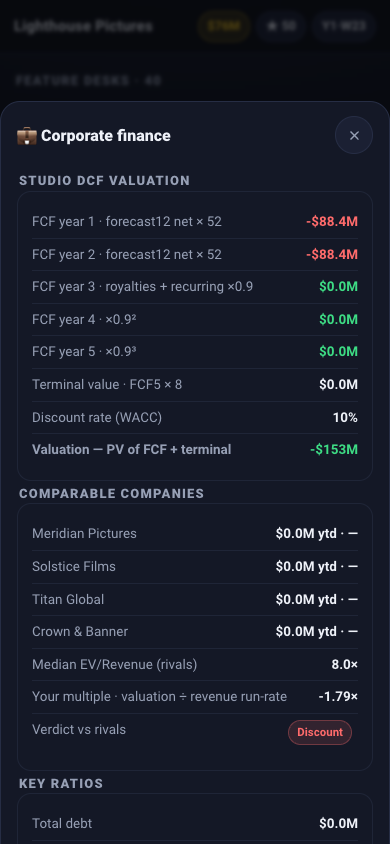 Lighthouse Pictures
$76M
★ 50
Y1·W23
FEATURE DESKS · 40
💼 Corporate finance
×
STUDIO DCF VALUATION
FCF year 1 · forecast12 net × 52 -$88.4M
FCF year 2 · forecast12 net × 52 -$88.4M
FCF year 3 · royalties + recurring ×0.9 $0.0M
FCF year 4 · ×0.9² $0.0M
FCF year 5 · ×0.9³ $0.0M
Terminal value · FCF5 × 8 $0.0M
Discount rate (WACC) 10%
Valuation — PV of FCF + terminal -$153M
COMPARABLE COMPANIES
Meridian Pictures $0.0M ytd · —
Solstice Films $0.0M ytd · —
Titan Global $0.0M ytd · —
Crown & Banner $0.0M ytd · —
Median EV/Revenue (rivals) 8.0×
Your multiple · valuation ÷ revenue run-rate -1.79×
Verdict vs rivals Discount
KEY RATIOS
Total debt $0.0M